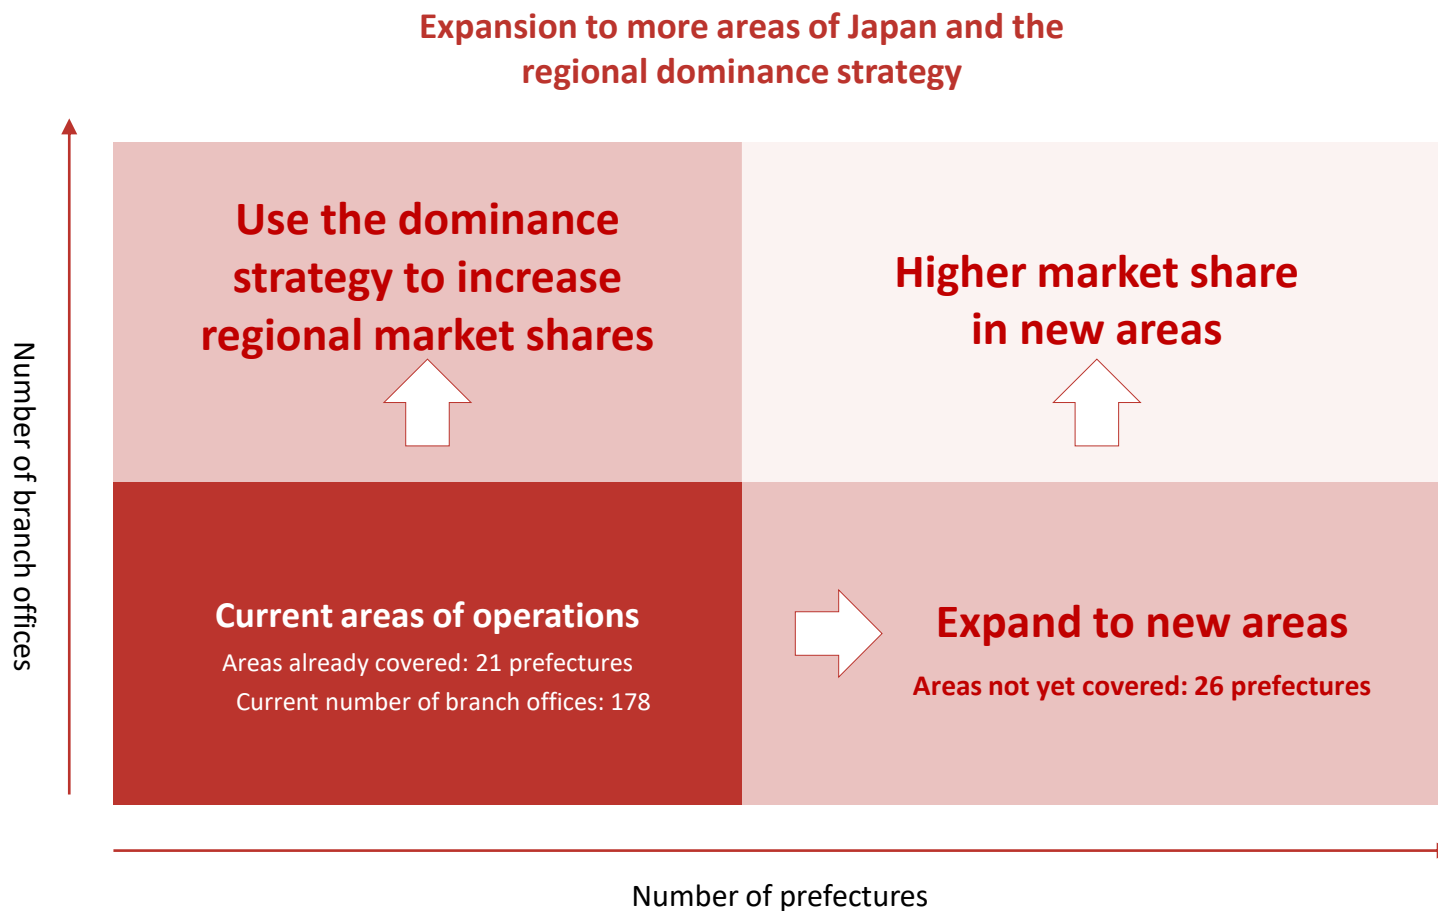 Expansion to more areas of Japan and the
regional dominance strategy
Number of branch offices
Use the dominance
strategy to increase
regional market shares
Higher market share
in new areas
Current areas of operations
Areas already covered: 21 prefectures
Current number of branch offices: 178
Expand to new areas
Areas not yet covered: 26 prefectures
Number of prefectures